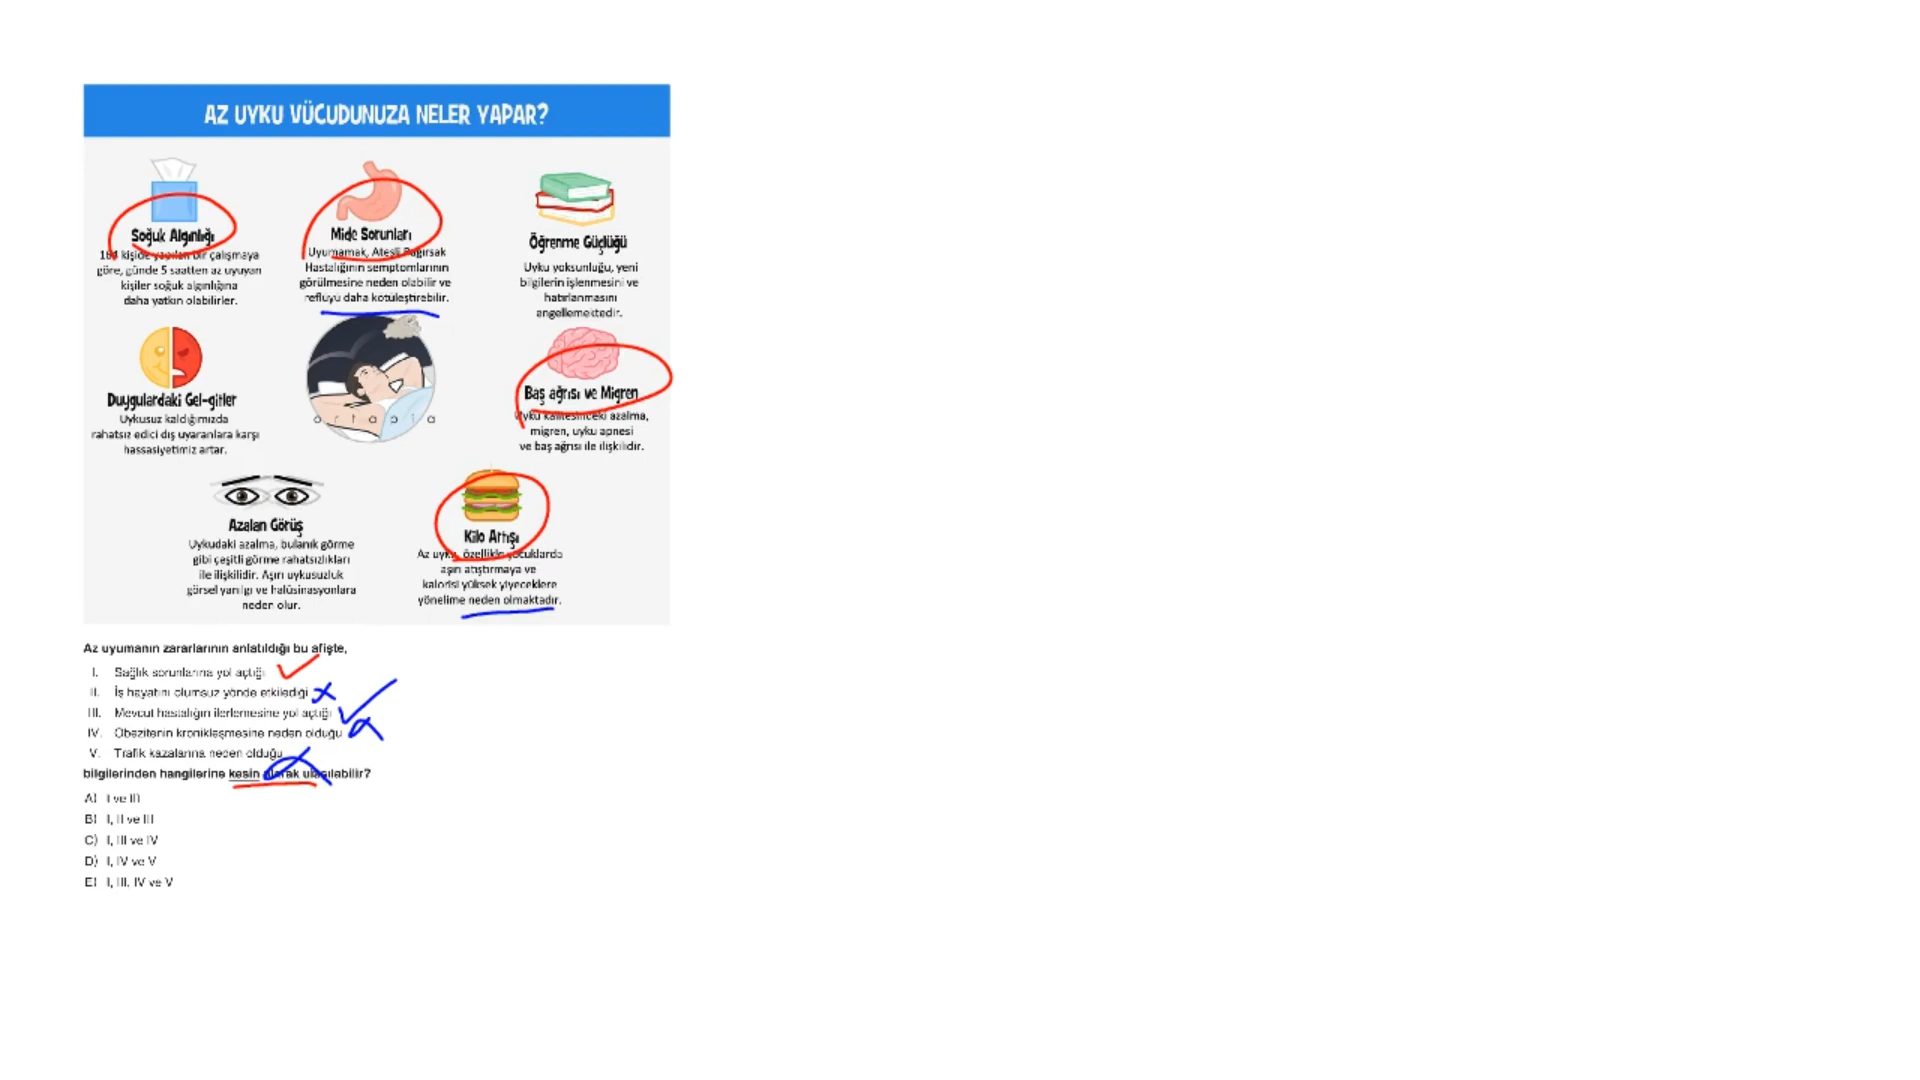 AZ UYKU VÜCUDUNUZA NELER YAPAR?
Soğuk Algınlığı
164 kişide yapılan bir çalışmaya
göre, günde 5 saatten az uyuyan
kişiler soğuk algınlığına
daha yatkın olabilirler.
Mide Sorunları
Uyumamak, Ateşli Bağırsak
Hastalığının semptomlarının
görülmesine neden olabilir ve
reflüyü daha kötüleştirebilir.
Öğrenme Güçlüğü
Uyku yoksunluğu, yeni
bilgilerin işlenmesini ve
hatırlanmasını
engellemektedir.
Duygulardaki Gel-gitler
Uykusuz kaldığımızda
rahatsız edici dış uyaranlara karşı
hassasiyetimiz artar.
o r t a p i a
Baş ağrısı ve Migren
Uyku kalitesindeki azalma,
migren, uyku apnesi
ve baş ağrısı ile ilişkilidir.
Azalan Görüş
Uykudaki azalma, bulanık görme
gibi çeşitli görme rahatsızlıkları
ile ilişkilidir. Aşırı uykusuzluk
görsel yanılgı ve halüsinasyonlara
neden olur.
Kilo Artışı
Az uyku, özellikle çocuklarda
aşırı atıştırmaya ve
kalorisi yüksek yiyeceklere
yönelime neden olmaktadır.
Az uyumanın zararlarının anlatıldığı bu afişte,
I. Sağlık sorunlarına yol açtığı
II. İş hayatını olumsuz yönde etkilediği
III. Mevcut hastalığın ilerlemesine yol açtığı
IV. Obezitenin kronikleşmesine neden olduğu
V. Trafik kazalarına neden olduğu
bilgilerinden hangilerine kesin olarak ulaşılabilir?
A) I ve III
B) I, II ve III
C) I, III ve IV
D) I, IV ve V
E) I, III, IV ve V